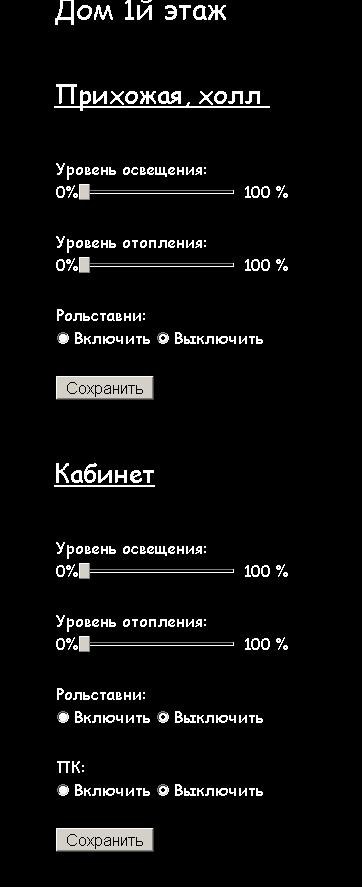 Дом 1й этаж
Прихожая, холл
Уровень освещения:
0% 100 %
Уровень отопления:
0% 100 %
Рольставни:
Включить Выключить
Сохранить
Кабинет
Уровень освещения:
0% 100 %
Уровень отопления:
0% 100 %
Рольставни:
Включить Выключить
ПК:
Включить Выключить
Сохранить